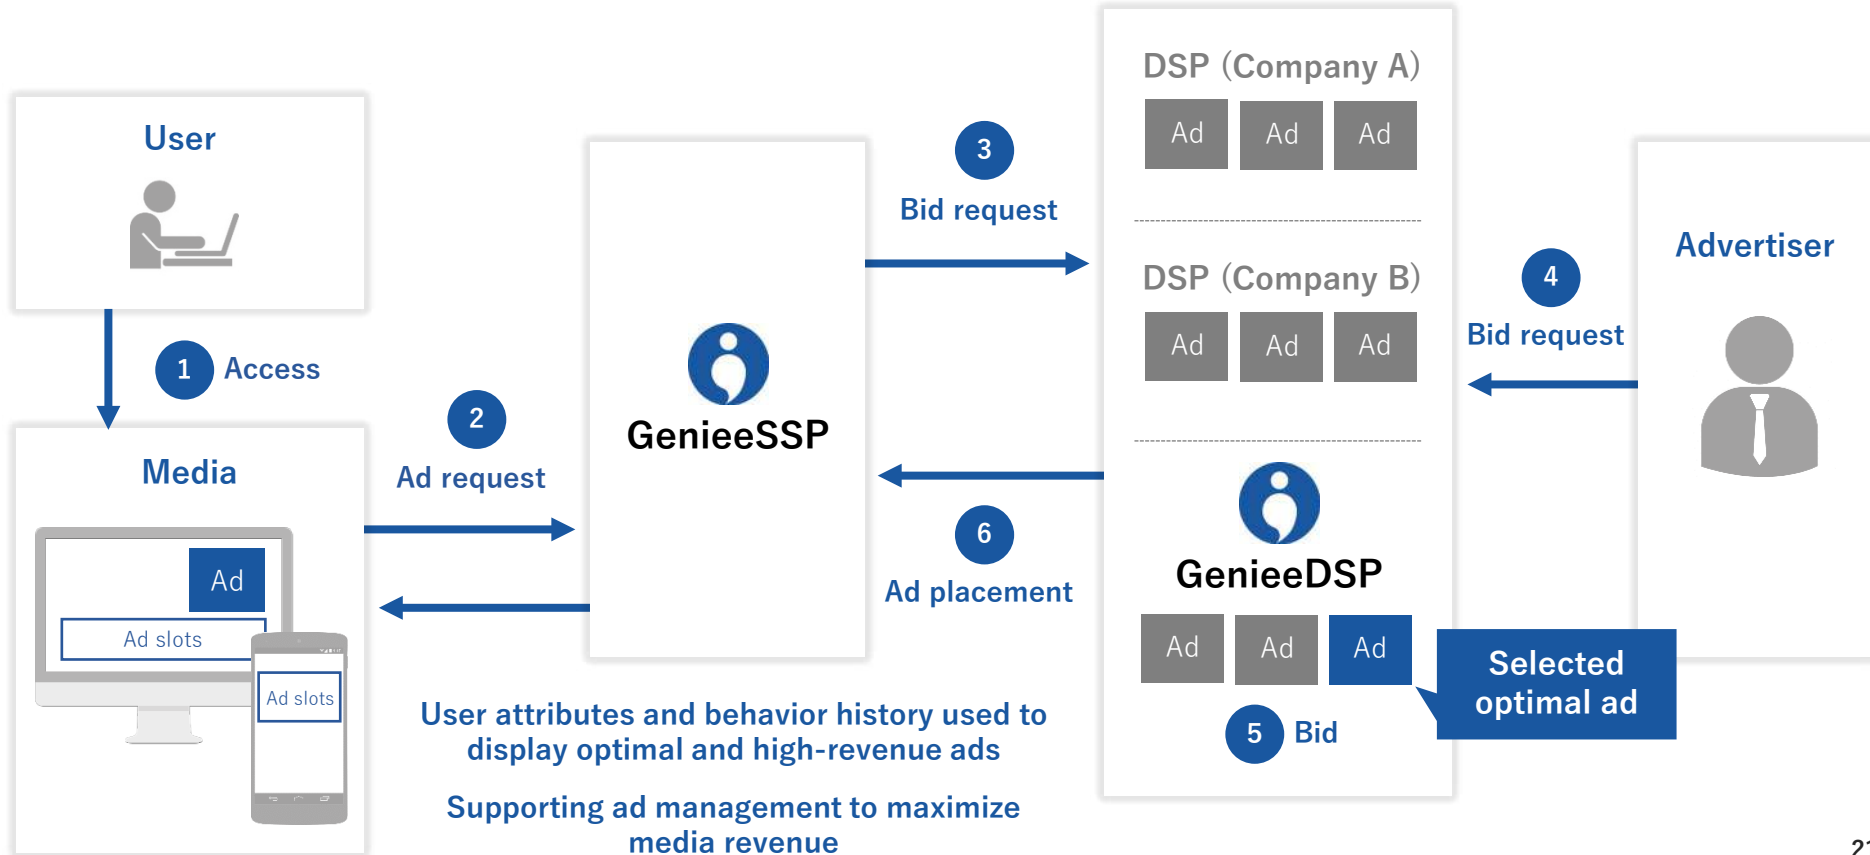 User
1 Access
Media
Ad
Ad slots
Ad slots
2
Ad request
GenieeSSP
User attributes and behavior history used to
display optimal and high-revenue ads
Supporting ad management to maximize
media revenue
3
Bid request
6
Ad placement
DSP (Company A)
Ad Ad Ad
DSP (Company B)
Ad Ad Ad
GenieeDSP
Ad Ad Ad
5 Bid
Selected
optimal ad
4
Bid request
Advertiser
21